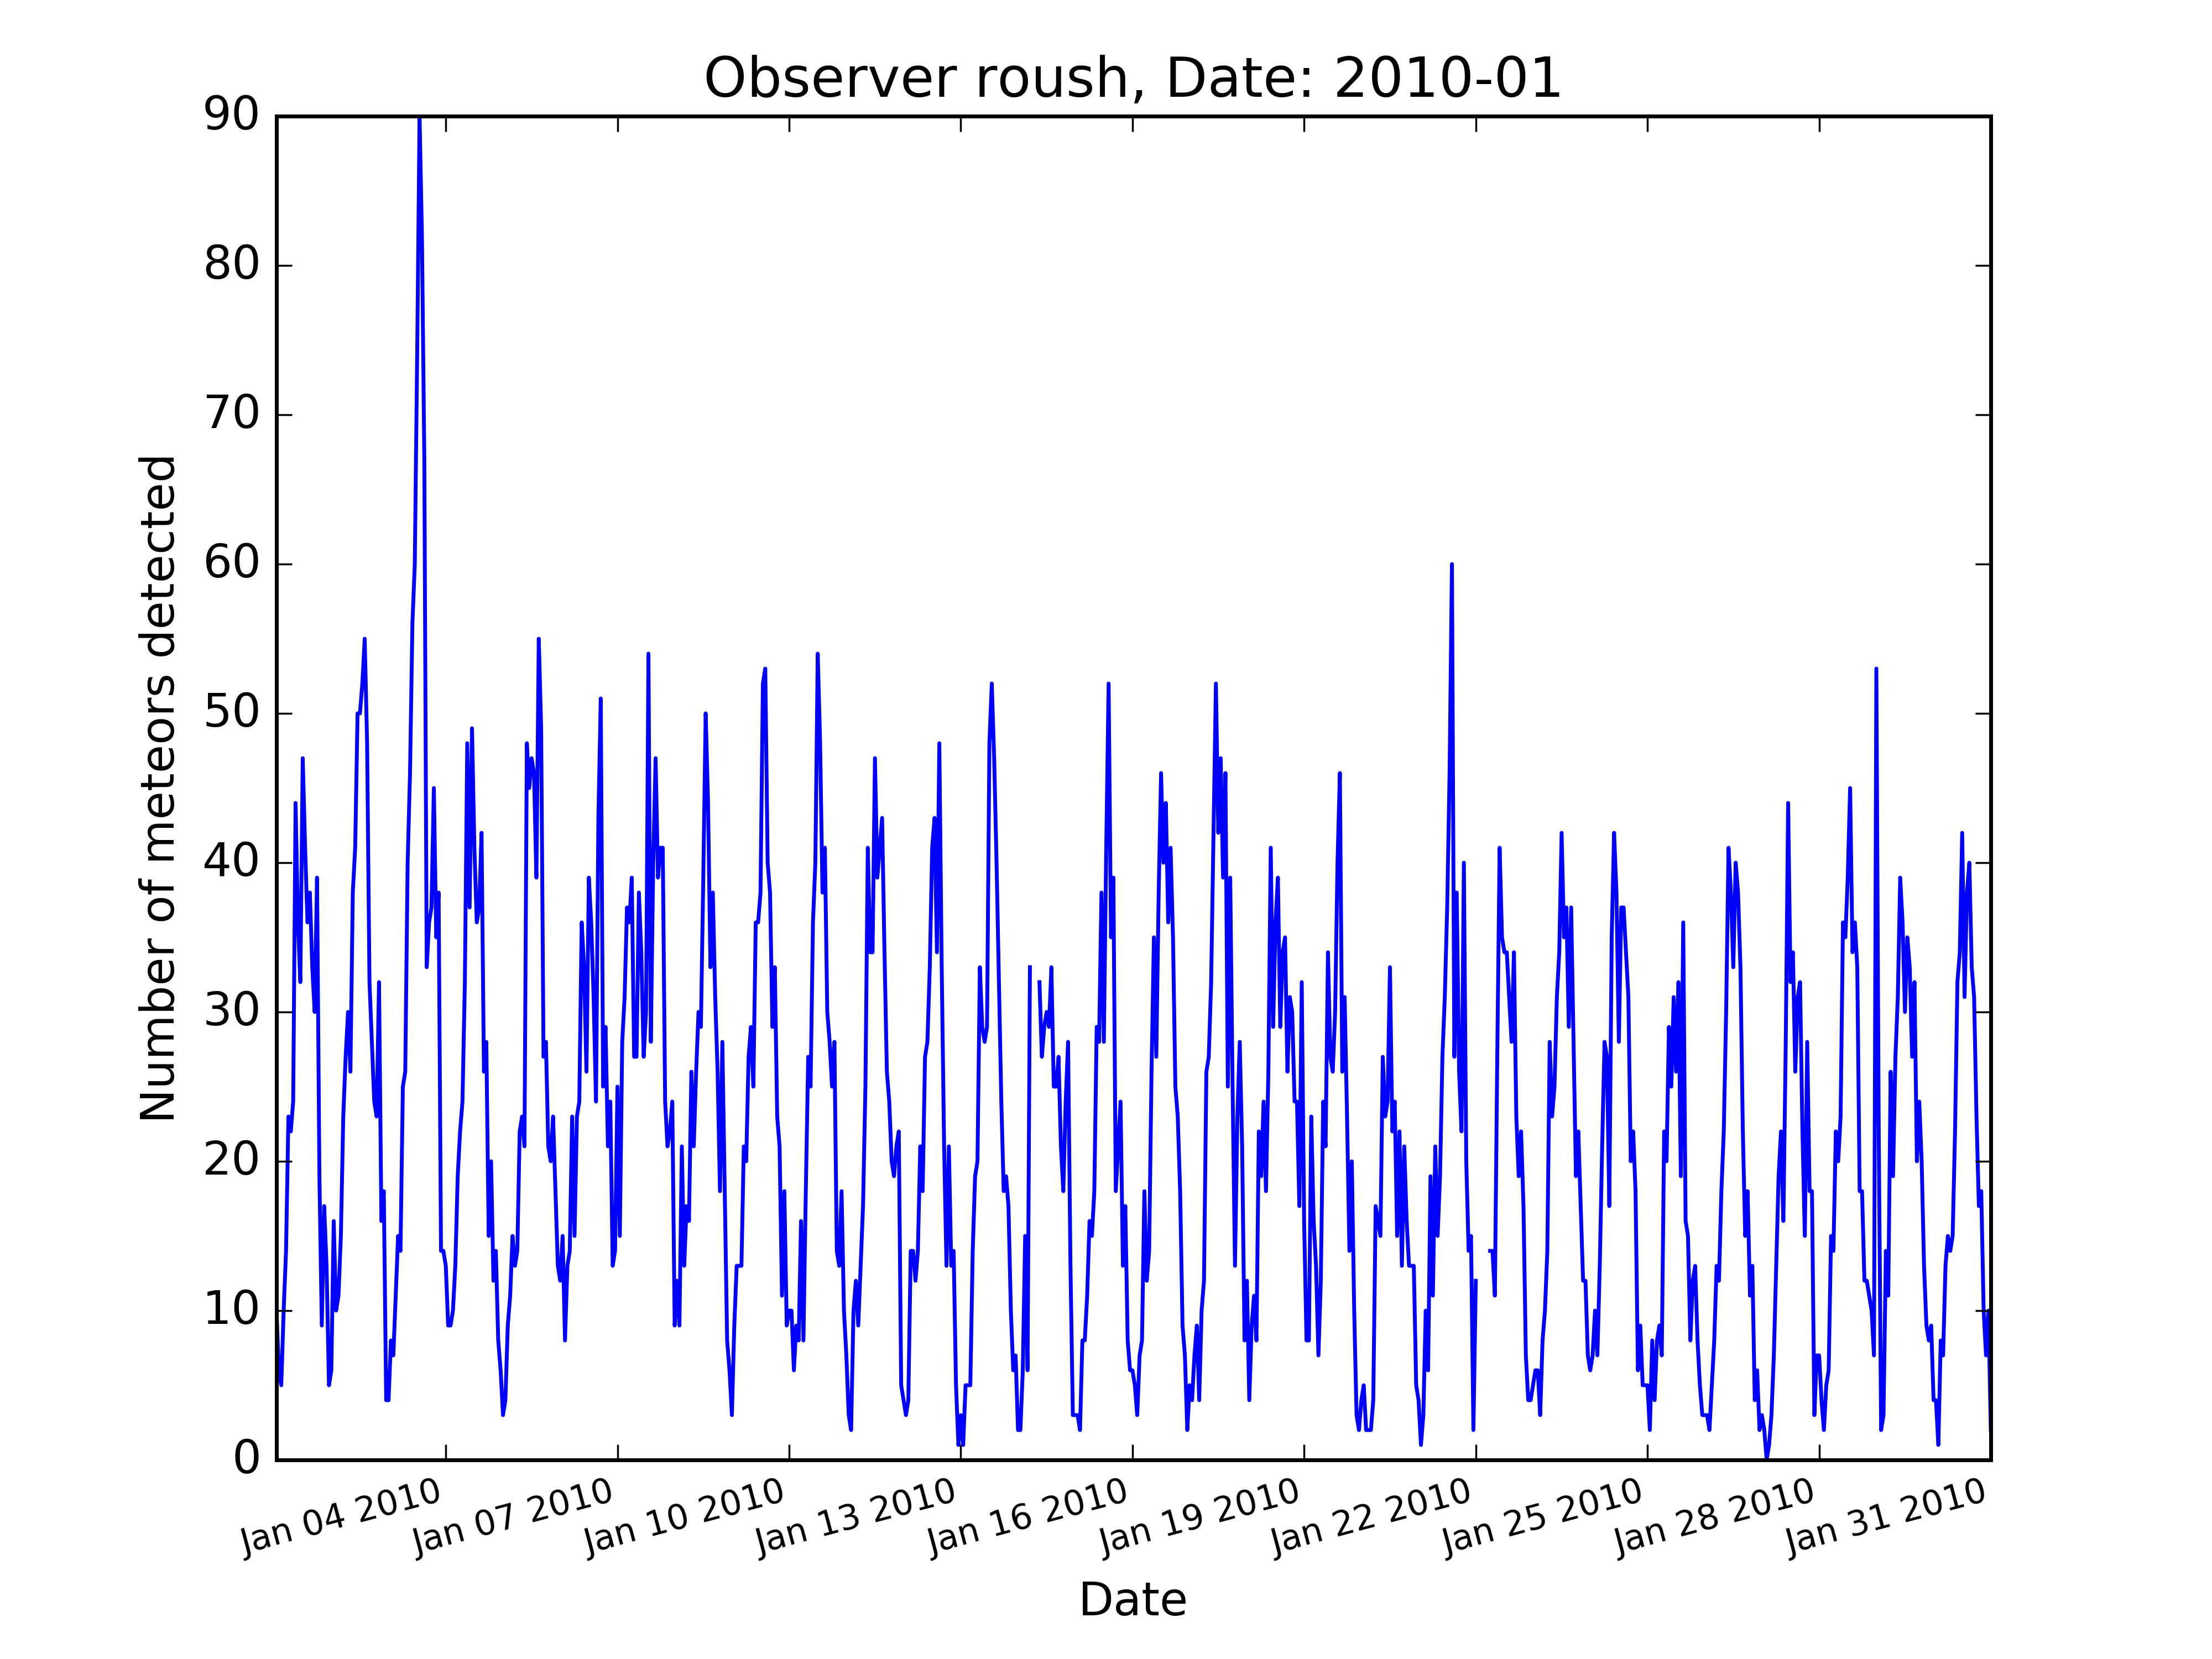 Observer roush, Date: 2010-01
90
80
70
60
50
40
30
20
10
0
Number of meteors detected
Jan 04 2010
Jan 07 2010
Jan 10 2010
Jan 13 2010
Jan 16 2010
Jan 19 2010
Jan 22 2010
Jan 25 2010
Jan 28 2010
Jan 31 2010
Date